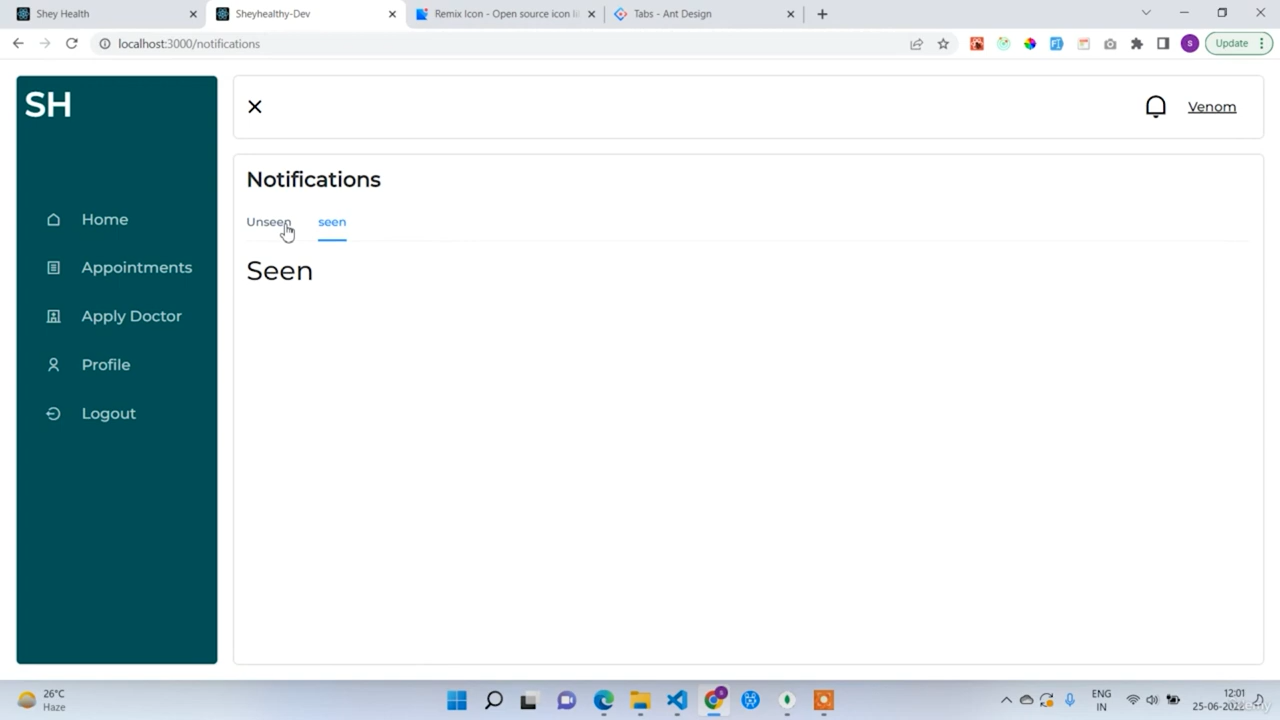 Shey Health
Sheyhealthy-Dev
Remix Icon - Open source icon li
Tabs - Ant Design
localhost:3000/notifications
S
Update
SH
Venom
Home
Appointments
Apply Doctor
Profile
Logout
Notifications
Unseen
seen
Seen
26°C
Haze
ENG
IN
12:01
25-06-2022